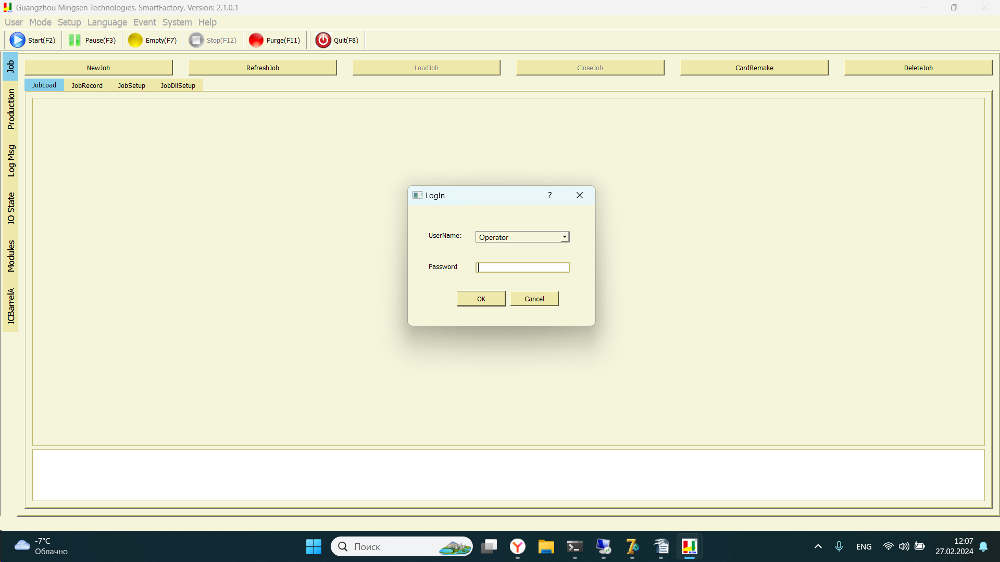 Guangzhou Mingsen Technologies. SmartFactory. Version: 2.1.0.1
User Mode Setup Language Event System Help
Start(F2) Pause(F3) Empty(F7) Stop(F12) Purge(F11) Quit(F8)
Job
Production
Log Msg
IO State
Modules
ICBarrelA
NewJob RefreshJob LoadJob CloseJob CardRemake DeleteJob
JobLoad JobRecord JobSetup JobDllSetup
LogIn ?
UserName: Operator
Password
OK Cancel
-7°C
Облачно
Поиск
ENG
12:07
27.02.2024